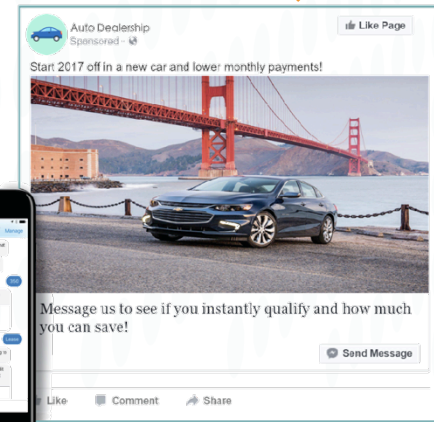 Auto Dealership
Like Page
Sponsored ·
Start 2017 off in a new car and lower monthly payments!
Manage
Message us to see if you instantly qualify and how much
you can save!
Send Message
Like
Comment
Share